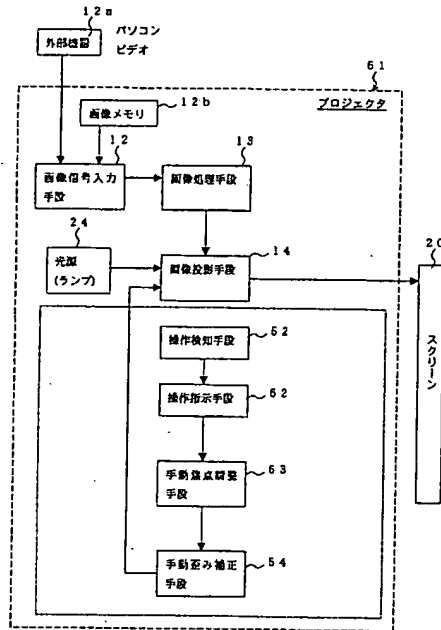 12a
外部機器
パソコン
ビデオ
61
プロジェクタ
画像メモリ
12b
12
画像信号入力
手段
13
画像処理手段
24
光源
(ランプ)
14
画像投影手段
20
スクリーン
52
操作検知手段
62
操作指示手段
63
手動焦点調整
手段
54
手動歪み補正
手段